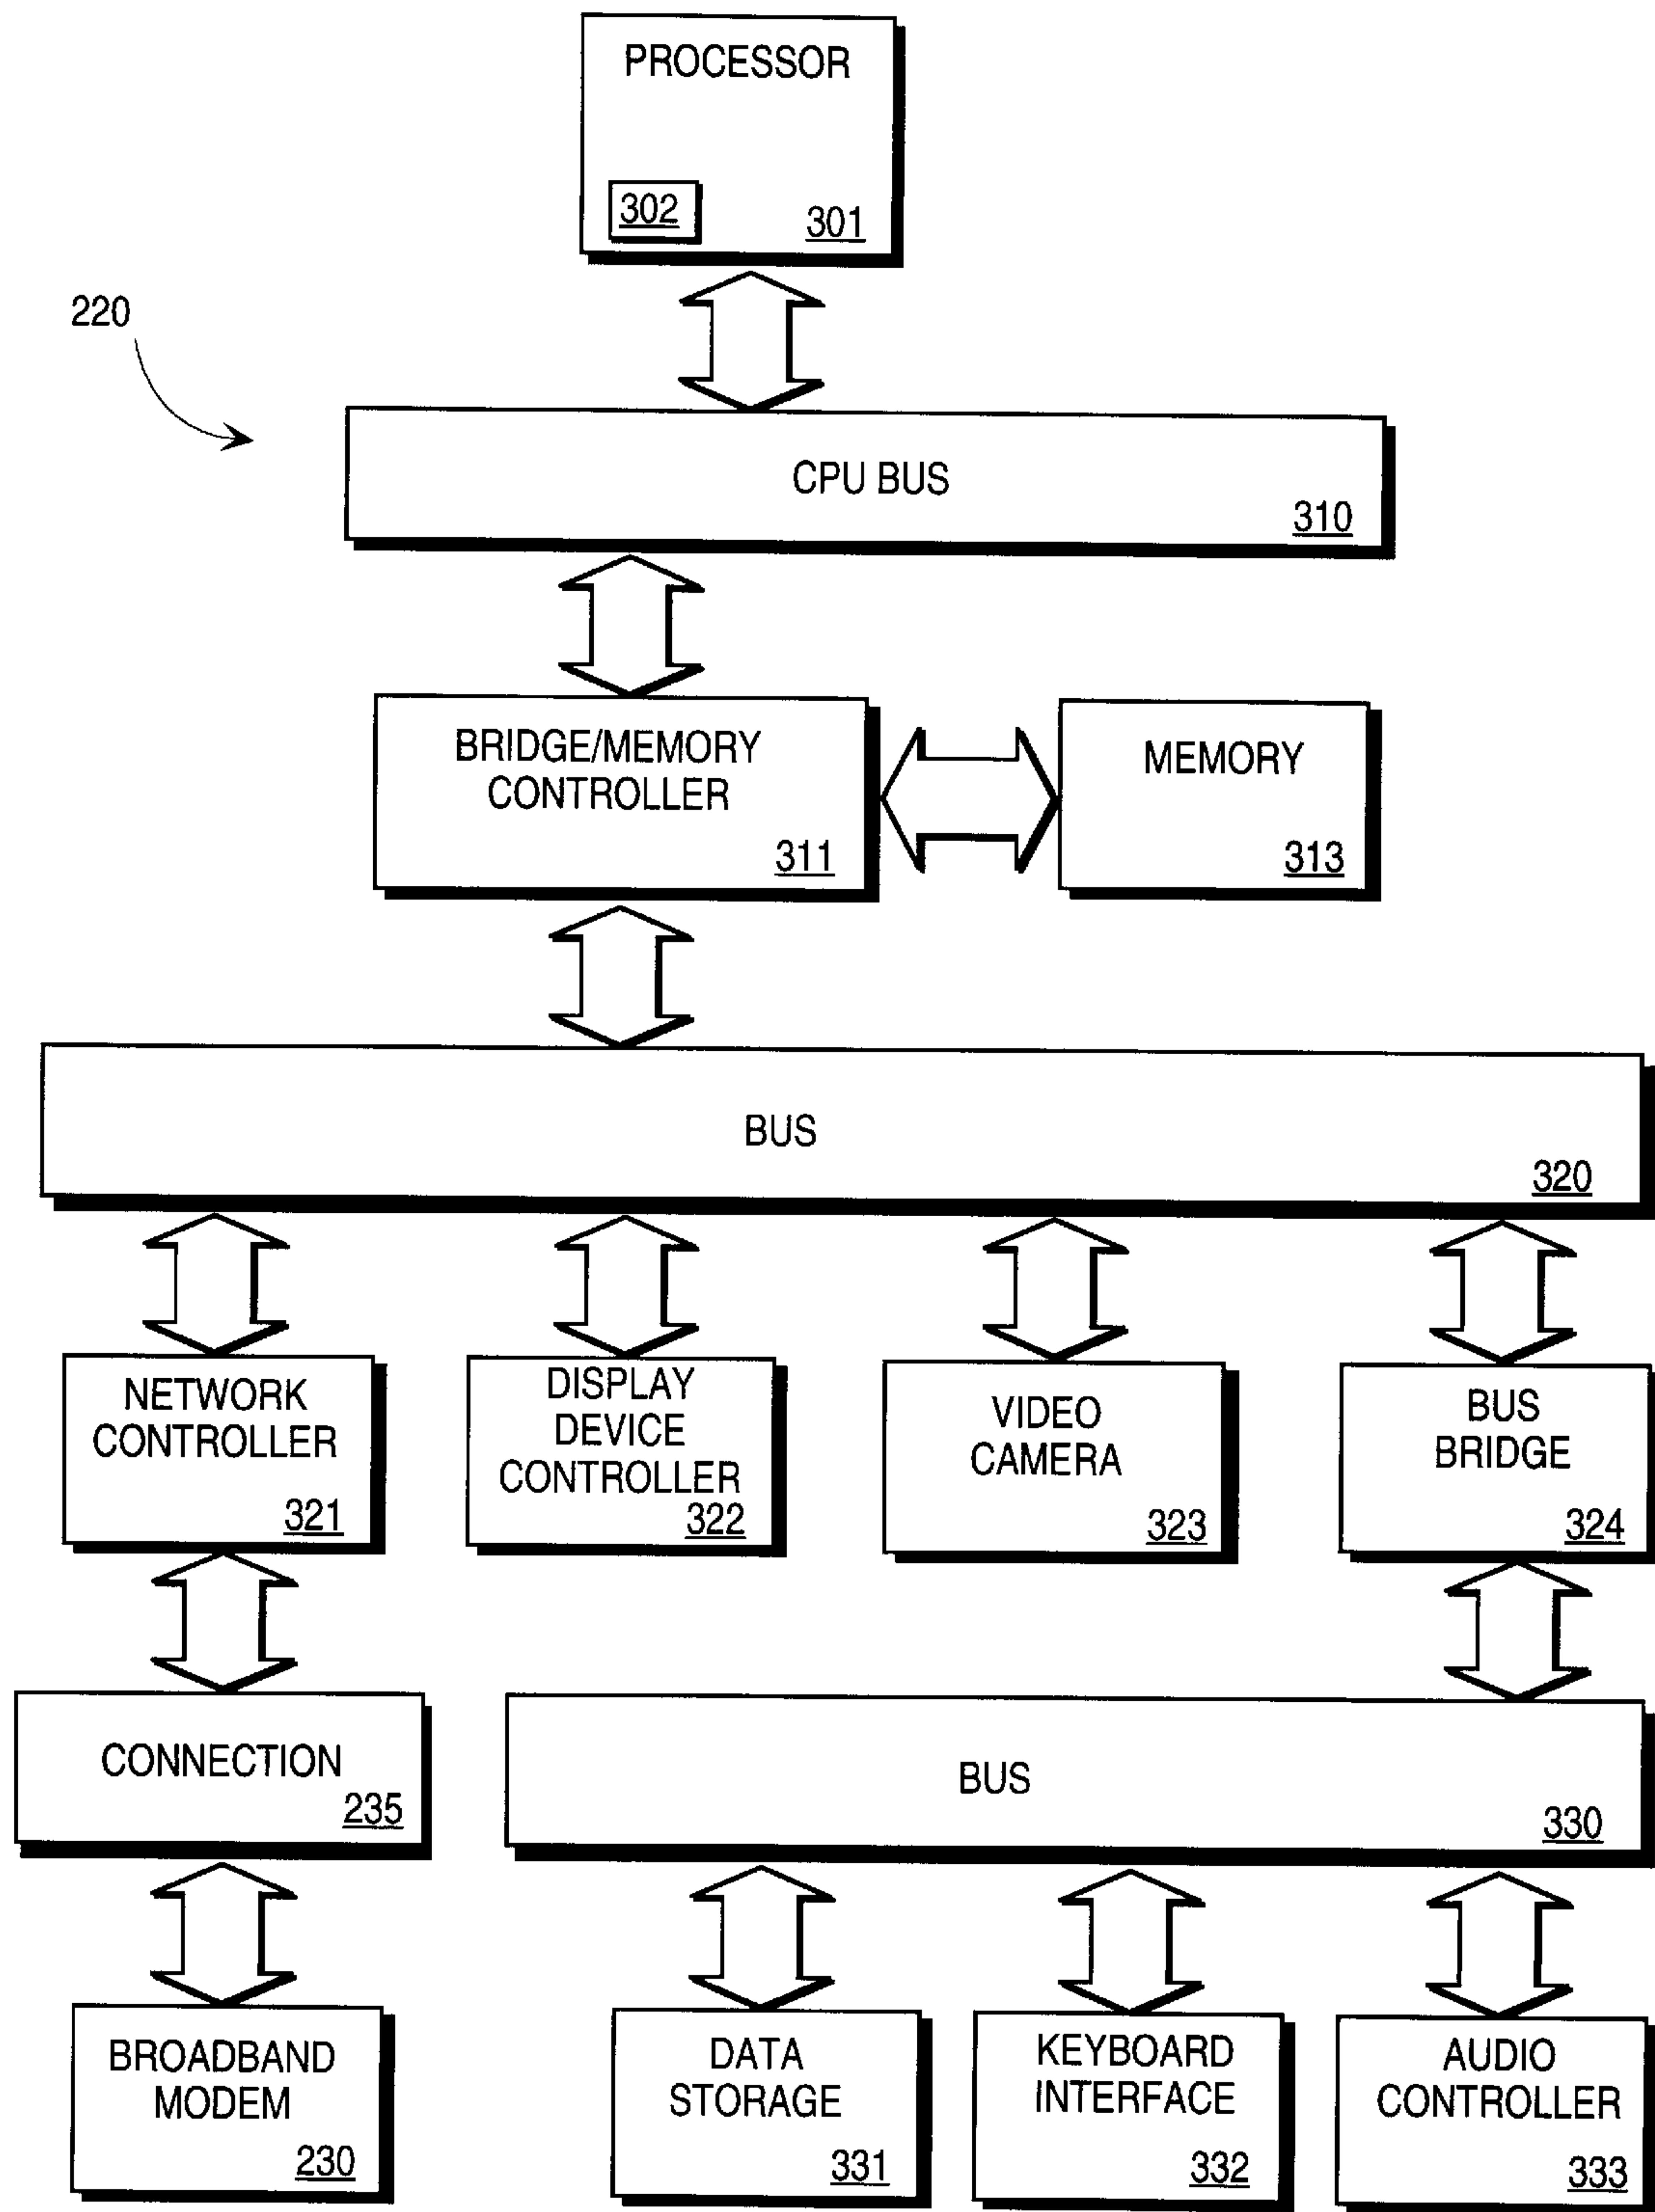 PROCESSOR
302
301
220
CPU BUS
310
BRIDGE/MEMORY
CONTROLLER
311
MEMORY
313
BUS
320
NETWORK
CONTROLLER
321
DISPLAY
DEVICE
CONTROLLER
322
VIDEO
CAMERA
323
BUS
BRIDGE
324
CONNECTION
235
BUS
330
BROADBAND
MODEM
230
DATA
STORAGE
331
KEYBOARD
INTERFACE
332
AUDIO
CONTROLLER
333